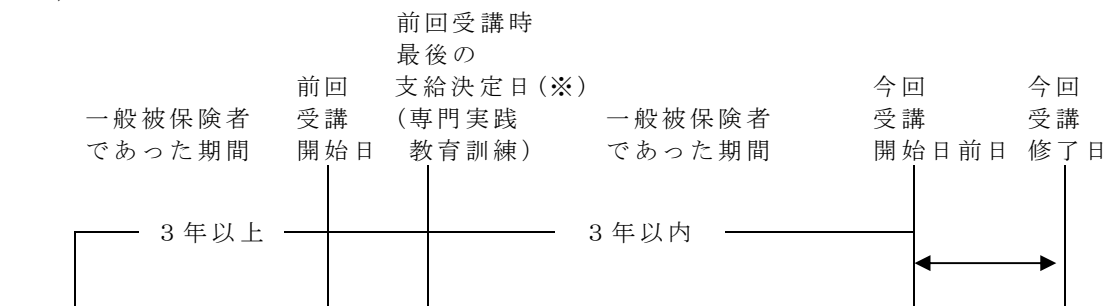 前回受講時
最後の
前回 支給決定日(※) 今回 今回
一般被保険者 受講 (専門実践 一般被保険者 受講 受講
であった期間 開始日 教育訓練) であった期間 開始日前日 修了日
3年以上 3年以内